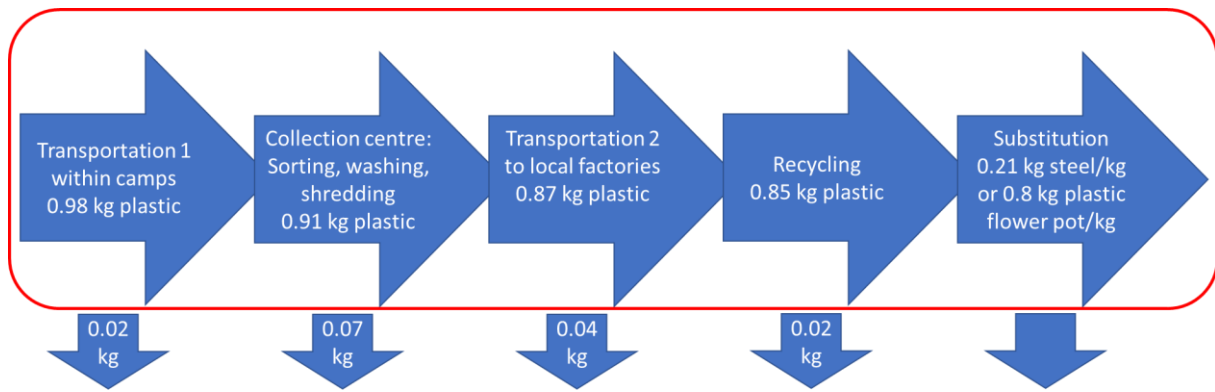 Transportation 1
within camps
0.98 kg plastic
Collection centre:
Sorting, washing,
shredding
0.91 kg plastic
Transportation 2
to local factories
0.87 kg plastic
Recycling
0.85 kg plastic
Substitution
0.21 kg steel/kg
or 0.8 kg plastic
flower pot/kg
0.02
kg
0.07
kg
0.04
kg
0.02
kg